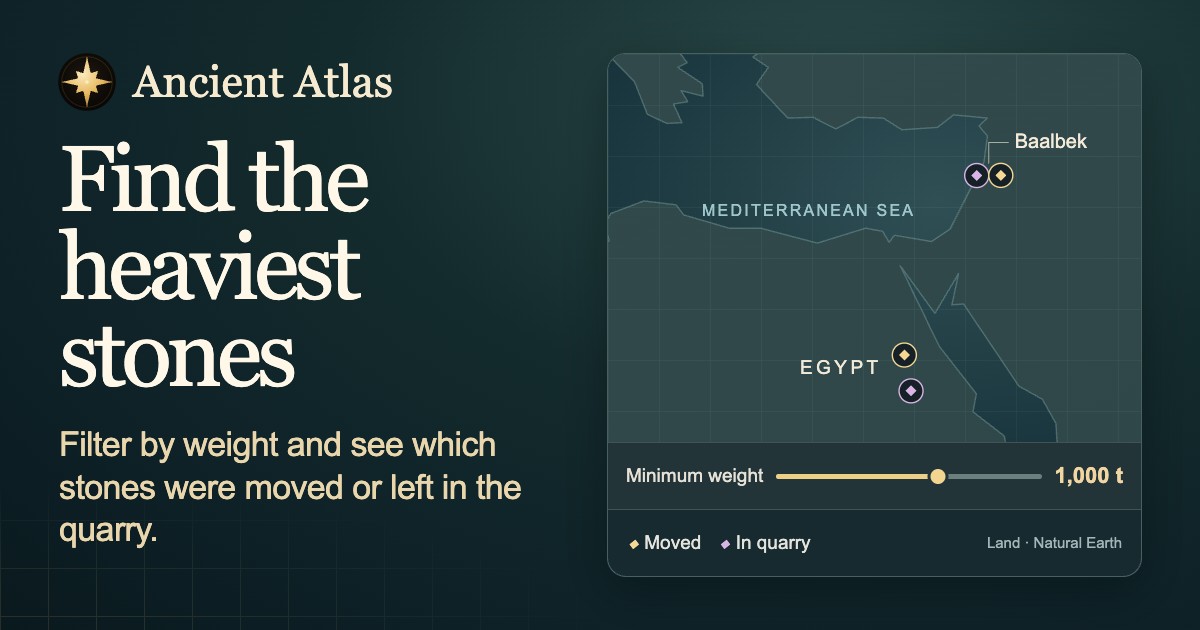 Ancient Atlas
Find the
heaviest
stones
Filter by weight and see which
stones were moved or left in the
quarry.
Baalbek
MEDITERRANEAN SEA
EGYPT
Minimum weight 1,000 t
Moved In quarry Land · Natural Earth